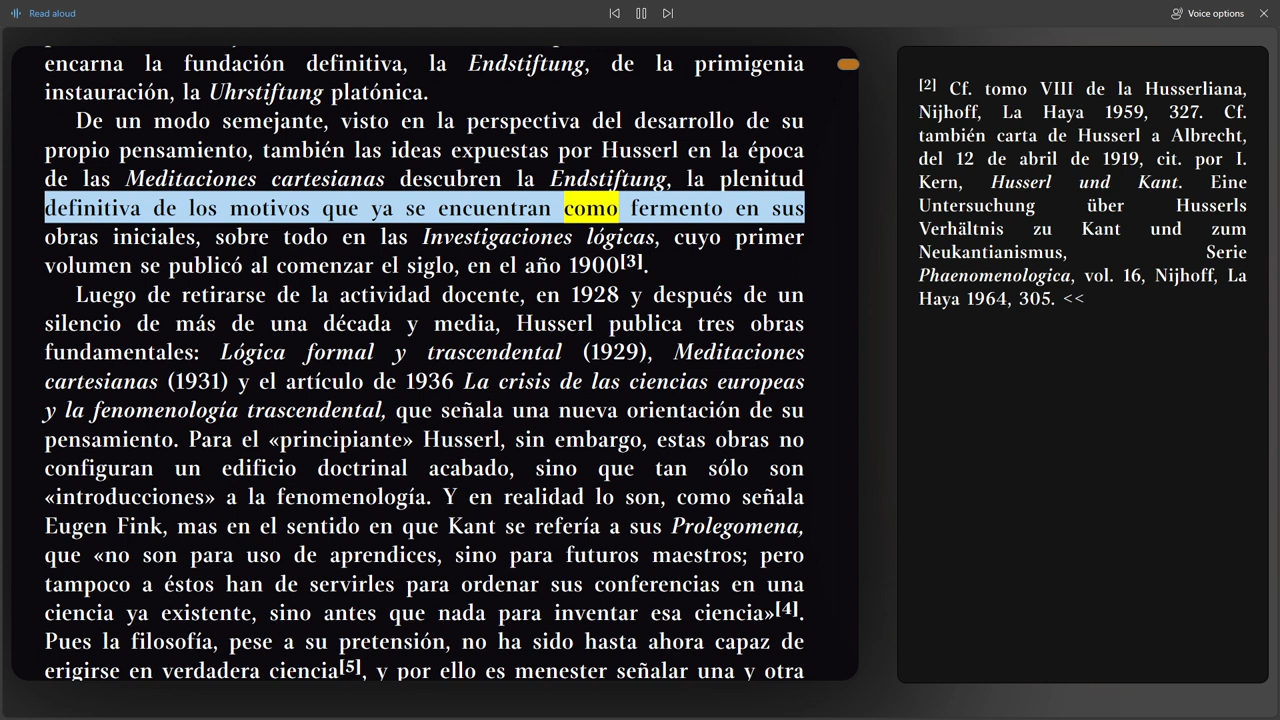 Read aloud
Voice options
encarna la fundación definitiva, la Endstiftung, de la primigenia
instauración, la Uhrstiftung platónica.
De un modo semejante, visto en la perspectiva del desarrollo de su
propio pensamiento, también las ideas expuestas por Husserl en la época
de las Meditaciones cartesianas descubren la Endstiftung, la plenitud
definitiva de los motivos que ya se encuentran como fermento en sus
obras iniciales, sobre todo en las Investigaciones lógicas, cuyo primer
volumen se publicó al comenzar el siglo, en el año 1900[3].
Luego de retirarse de la actividad docente, en 1928 y después de un
silencio de más de una década y media, Husserl publica tres obras
fundamentales: Lógica formal y trascendental (1929), Meditaciones
cartesianas (1931) y el artículo de 1936 La crisis de las ciencias europeas
y la fenomenología trascendental, que señala una nueva orientación de su
pensamiento. Para el «principiante» Husserl, sin embargo, estas obras no
configuran un edificio doctrinal acabado, sino que tan sólo son
«introducciones» a la fenomenología. Y en realidad lo son, como señala
Eugen Fink, mas en el sentido en que Kant se refería a sus Prolegomena,
que «no son para uso de aprendices, sino para futuros maestros; pero
tampoco a éstos han de servirles para ordenar sus conferencias en una
ciencia ya existente, sino antes que nada para inventar esa ciencia»[4].
Pues la filosofía, pese a su pretensión, no ha sido hasta ahora capaz de
erigirse en verdadera ciencia[5], y por ello es menester señalar una y otra
[2] Cf. tomo VIII de la Husserliana,
Nijhoff, La Haya 1959, 327. Cf.
también carta de Husserl a Albrecht,
del 12 de abril de 1919, cit. por I.
Kern, Husserl und Kant. Eine
Untersuchung über Husserls
Verhältnis zu Kant und zum
Neukantianismus, Serie
Phaenomenologica, vol. 16, Nijhoff, La
Haya 1964, 305. <<